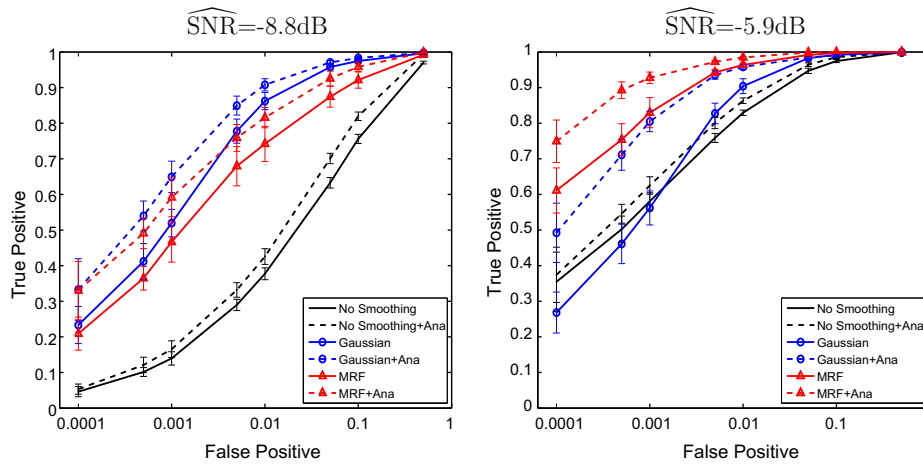 SNR=-8.8dB
1
0.9
0.8
0.7
0.6
0.5
0.4
0.3
0.2
0.1
0
True Positive
0.0001
0.001
0.01
0.1
1
False Positive
No Smoothing
No Smoothing+Ana
Gaussian
Gaussian+Ana
MRF
MRF+Ana
SNR=-5.9dB
1
0.9
0.8
0.7
0.6
0.5
0.4
0.3
0.2
0.1
0
True Positive
0.0001
0.001
0.01
0.1
False Positive
No Smoothing
No Smoothing+Ana
Gaussian
Gaussian+Ana
MRF
MRF+Ana